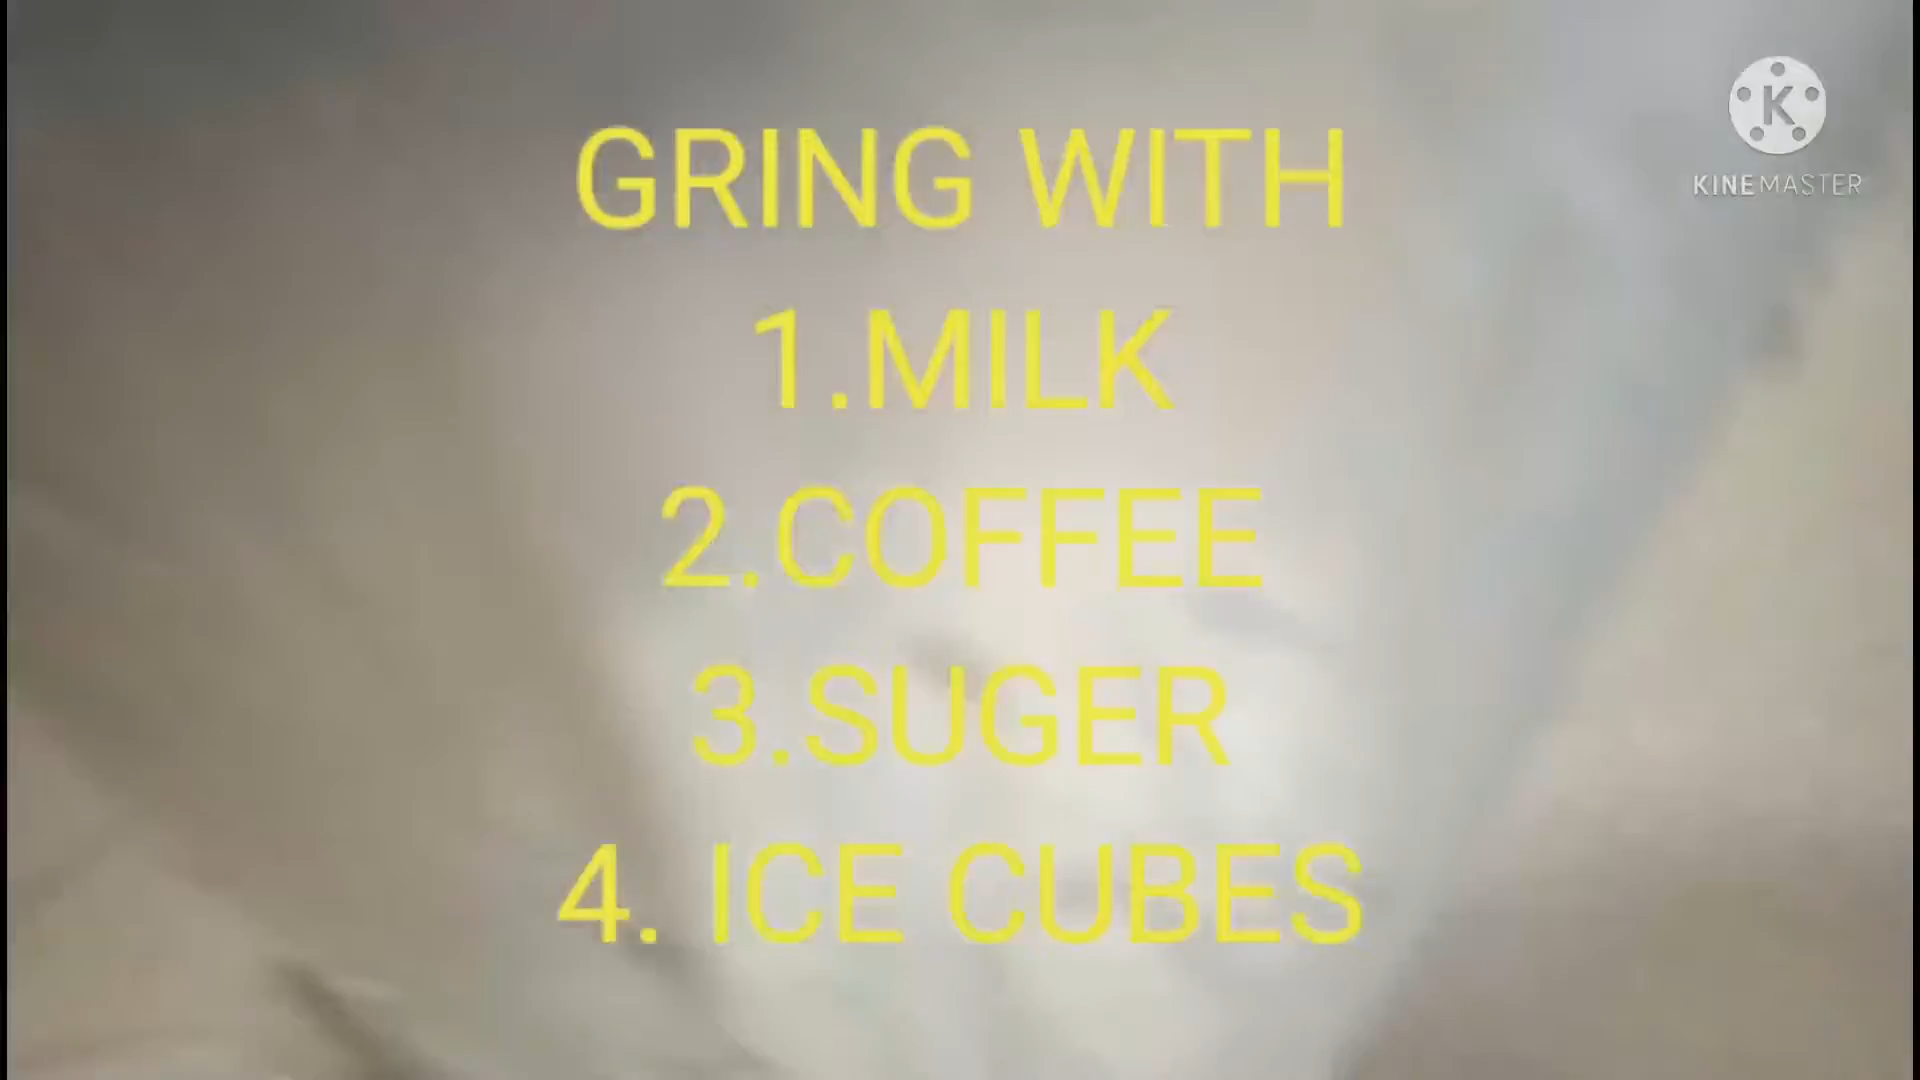 GRING WITH
1.MILK
2.COFFEE
3.SUGER
4. ICE CUBES
K
KINEMASTER